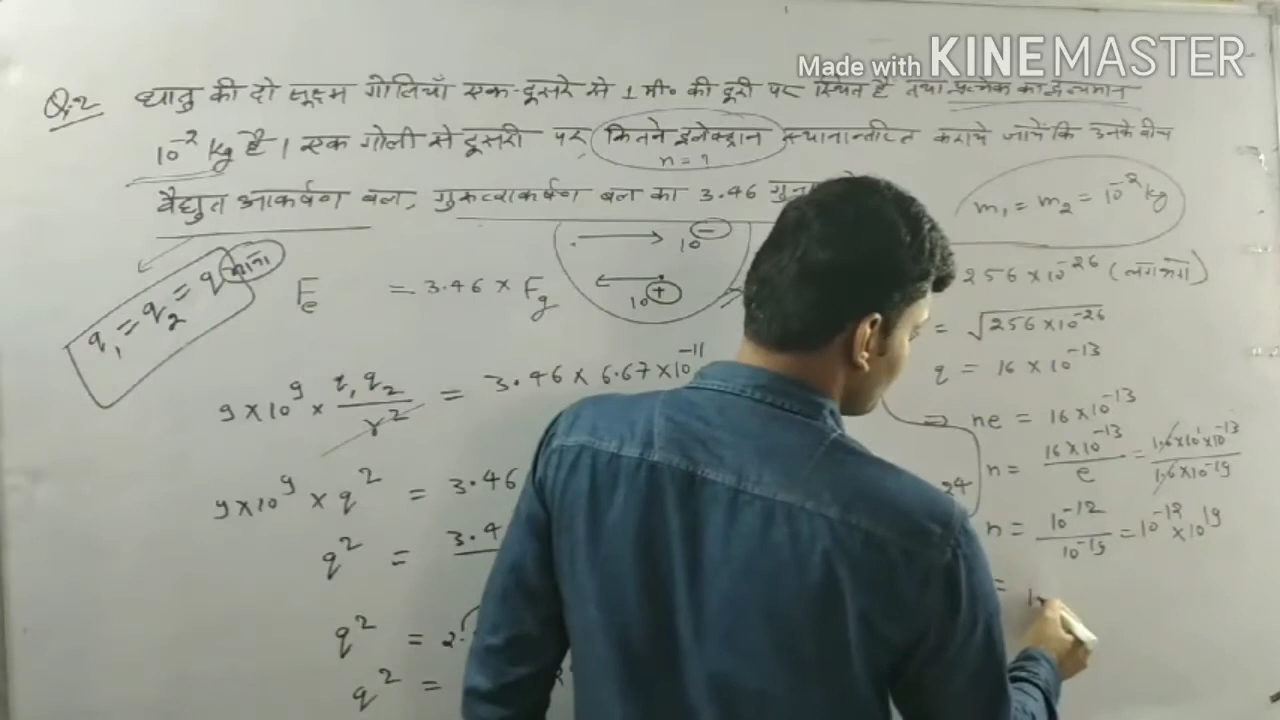 Made with KINEMASTER
Q.2 धातु की दो सूक्ष्म गोलियाँ एक-दूसरे से 1 मी० की दूरी पर स्थित है तथा प्रत्येक का द्रव्यमान
10⁻² kg है। एक गोली से दूसरी पर, कितने इलेक्ट्रान स्थानान्तरित कराये जायें कि उनके बीच
n = ?
वैद्युत आकर्षण बल, गुरुत्वाकर्षण बल का 3.46 गुना
m₁ = m₂ = 10⁻² kg
q₁ = q₂ = q माना
10⁻
10⁺
Fe = 3.46 × Fg
9×10⁹ × q₁q₂/r² = 3.46 × 6.67×10⁻¹¹
9×10⁹ × q² = 3.46
q² = 3.4
q² = 2.
q² =
256×10⁻²⁶ (लगभग)
= √256×10⁻²⁶
q = 16×10⁻¹³
⇒ ne = 16×10⁻¹³
n = 16×10⁻¹³/e = 1.6×10¹×10⁻¹³/1.6×10⁻¹⁹
24
n = 10⁻¹²/10⁻¹⁹ = 10⁻¹² × 10¹⁹
=